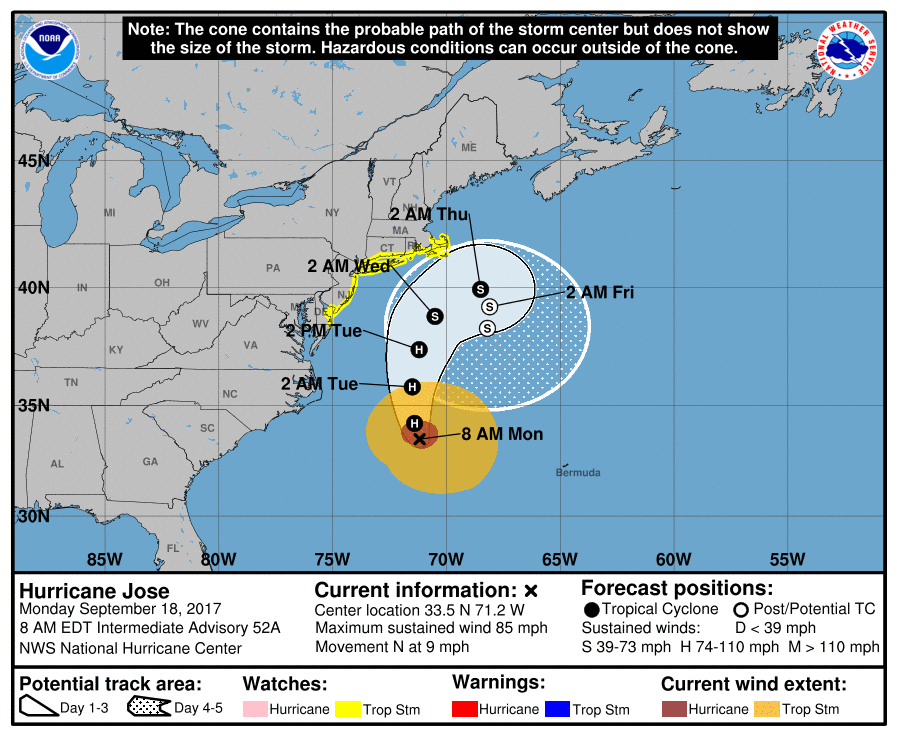 Note: The cone contains the probable path of the storm center but does not show
the size of the storm. Hazardous conditions can occur outside of the cone.
NOAA
NATIONAL WEATHER SERVICE
45N
40N
35N
30N
85W
80W
75W
70W
65W
60W
55W
ME
VT
NH
MI
NY
MA
CT
RI
2 AM Thu
2 AM Wed
2 AM Fri
2 PM Tue
2 AM Tue
8 AM Mon
IN
OH
PA
NJ
DE
WV
VA
KY
TN
NC
SC
AL
GA
FL
Bermuda
S
S
S
S
H
H
H
Hurricane Jose
Monday September 18, 2017
8 AM EDT Intermediate Advisory 52A
NWS National Hurricane Center
Current information: ×
Center location 33.5 N 71.2 W
Maximum sustained wind 85 mph
Movement N at 9 mph
Forecast positions:
Tropical Cyclone Post/Potential TC
Sustained winds: D < 39 mph
S 39-73 mph H 74-110 mph M > 110 mph
Potential track area:
Day 1-3 Day 4-5
Watches:
Hurricane Trop Stm
Warnings:
Hurricane Trop Stm
Current wind extent:
Hurricane Trop Stm